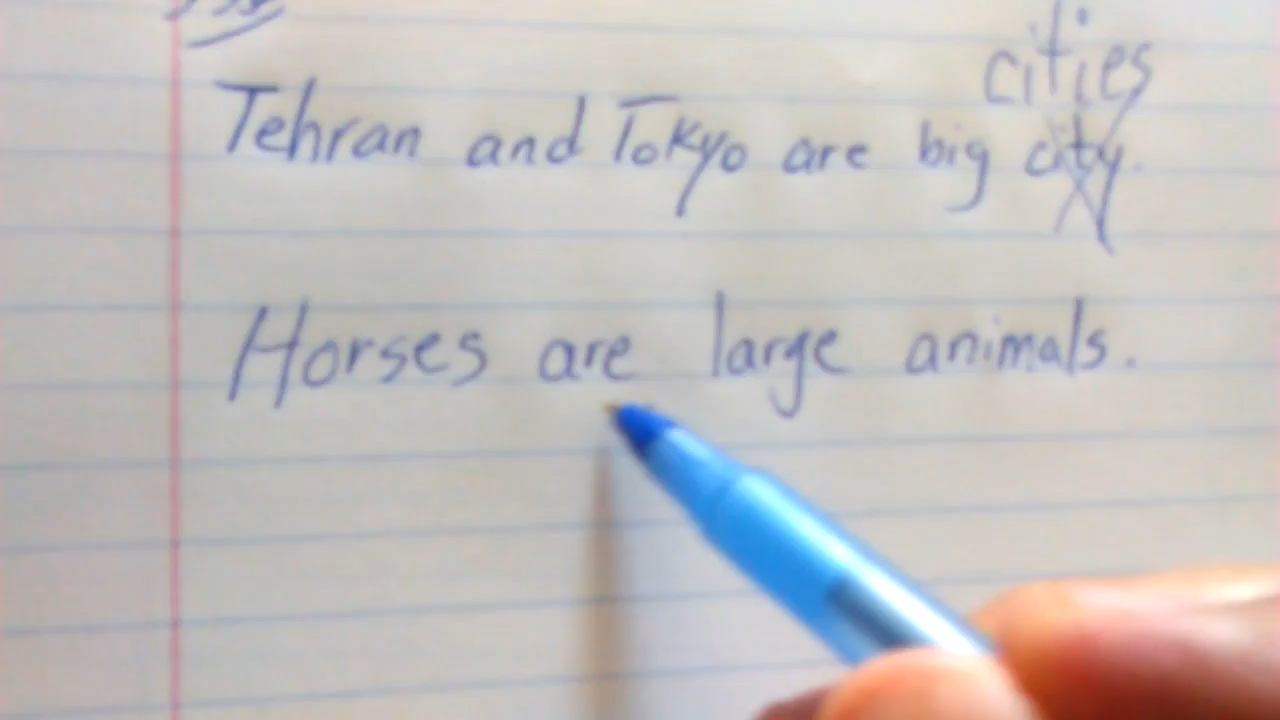 cities
Tehran and Tokyo are big city.
Horses are large animals.